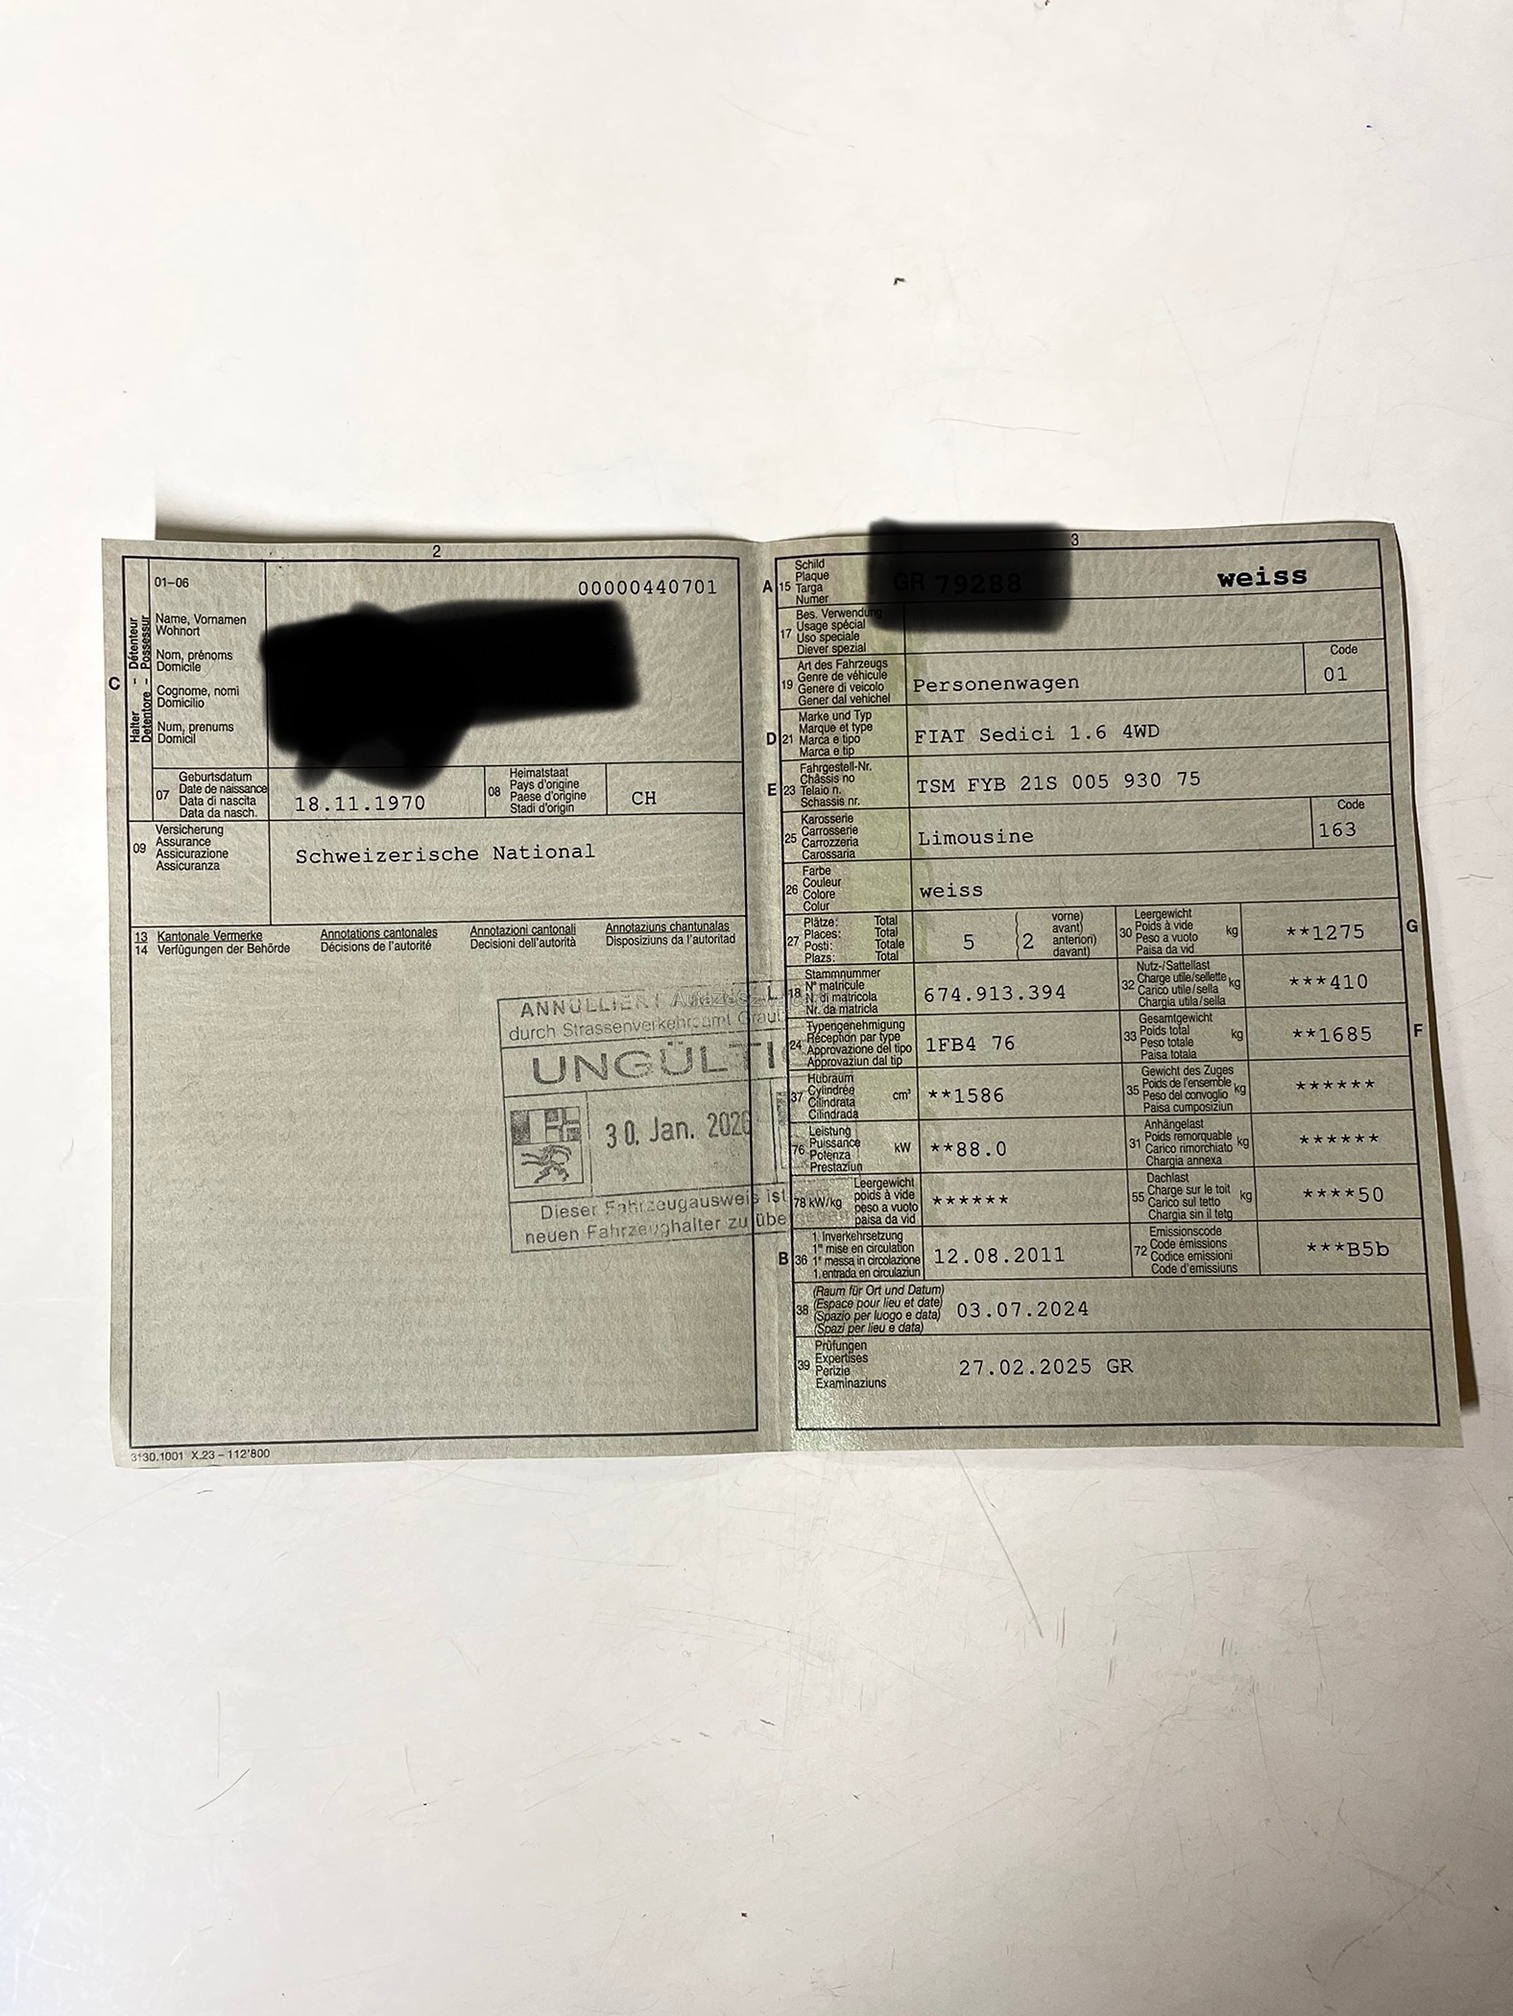 2
01-06
00000440701
C
Halter - Détenteur
Detentore - Possessur
Name, Vornamen
Wohnort
Nom, prénoms
Domicile
Cognome, nomi
Domicilio
Num, prenums
Domicil
07
Geburtsdatum
Date de naissance
Data di nascita
Data da nasch.
18.11.1970
08
Heimatstaat
Pays d'origine
Paese d'origine
Stadi d'origin
CH
09
Versicherung
Assurance
Assicurazione
Assicuranza
Schweizerische National
13 Kantonale Vermerke Annotations cantonales Annotazioni cantonali Annotaziuns chantunalas
14 Verfügungen der Behörde Décisions de l'autorité Decisioni dell'autorità Disposiziuns da l'autoritad
ANNULLIERT
durch Strassenverkehrsamt
UNGÜLTIG
30. Jan. 2020
Dieser Fahrzeugausweis ist
neuen Fahrzeughalter zu
3130.1001 X.23 – 112'800
3
A 15
Schild
Plaque
Targa
Numer
weiss
17
Bes. Verwendung
Usage spécial
Uso speciale
Diever spezial
19
Art des Fahrzeugs
Genre de véhicule
Genere di veicolo
Gener dal vehichel
Personenwagen
Code
01
D 21
Marke und Typ
Marque et type
Marca e tipo
Marca e tip
FIAT Sedici 1.6 4WD
E 23
Fahrgestell-Nr.
Châssis no
Telaio n.
Schassis nr.
TSM FYB 21S 005 930 75
25
Karosserie
Carrosserie
Carrozzeria
Carossaria
Limousine
Code
163
26
Farbe
Couleur
Colore
Colur
weiss
27
Plätze: Total
Places: Total
Posti: Totale
Plazs: Total
5
2
vorne)
avant)
anteriori)
davant)
30
Leergewicht
Poids à vide
Peso a vuoto
Paisa da vid
kg
**1275
G
18
Stammnummer
N° matricule
N. di matricola
Nr. da matricla
674.913.394
32
Nutz-/Sattellast
Charge utile/sellette
Carico utile/sella
Chargia utila/sella
kg
***410
24
Typengenehmigung
Réception par type
Approvazione del tipo
Approvaziun dal tip
1FB4 76
33
Gesamtgewicht
Poids total
Peso totale
Paisa totala
kg
**1685
F
37
Hubraum
Cylindrée
Cilindrata
Cilindrada
cm³
**1586
35
Gewicht des Zuges
Poids de l'ensemble
Peso del convoglio
Paisa cumposiziun
kg
******
76
Leistung
Puissance
Potenza
Prestaziun
kW
**88.0
31
Anhängelast
Poids remorquable
Carico rimorchiato
Chargia annexa
kg
******
78 kW/kg
Leergewicht
poids à vide
peso a vuoto
paisa da vid
******
55
Dachlast
Charge sur le toit
Carico sul tetto
Chargia sin il tetg
kg
****50
B 36
1. Inverkehrsetzung
1re mise en circulation
1a messa in circolazione
1. entrada en circulaziun
12.08.2011
72
Emissionscode
Code émissions
Codice emissioni
Code d'emissiuns
***B5b
38
(Raum für Ort und Datum)
(Espace pour lieu et date)
(Spazio per luogo e data)
(Spazi per lieu e data)
03.07.2024
39
Prüfungen
Expertises
Perizie
Examinaziuns
27.02.2025 GR